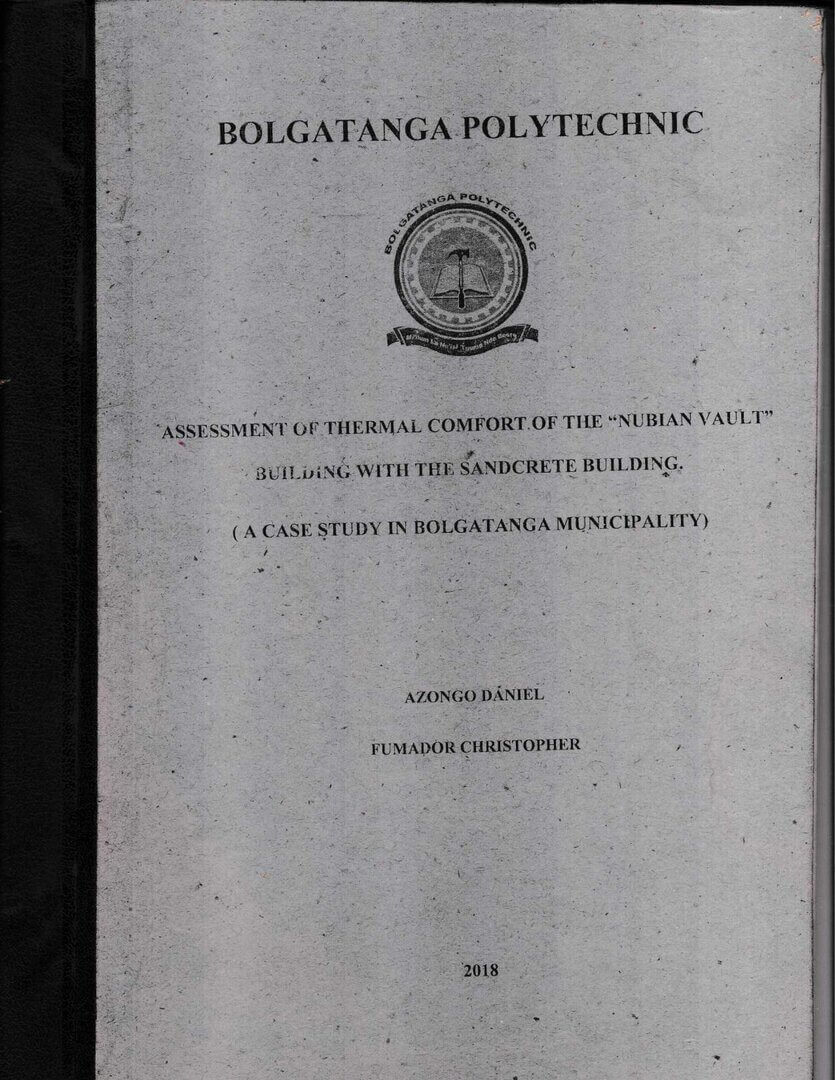 BOLGATANGA POLYTECHNIC
BOLGATANGA POLYTECHNIC
ASSESSMENT OF THERMAL COMFORT OF THE “NUBIAN VAULT”
BUILDING WITH THE SANDCRETE BUILDING.
( A CASE STUDY IN BOLGATANGA MUNICIPALITY)
AZONGO DANIEL
FUMADOR CHRISTOPHER
2018